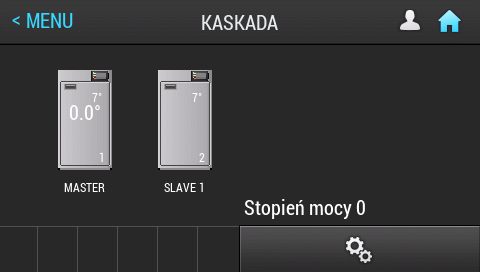 < MENU KASKADA
7° 7°
0.0°
1 2
MASTER SLAVE 1
Stopień mocy 0